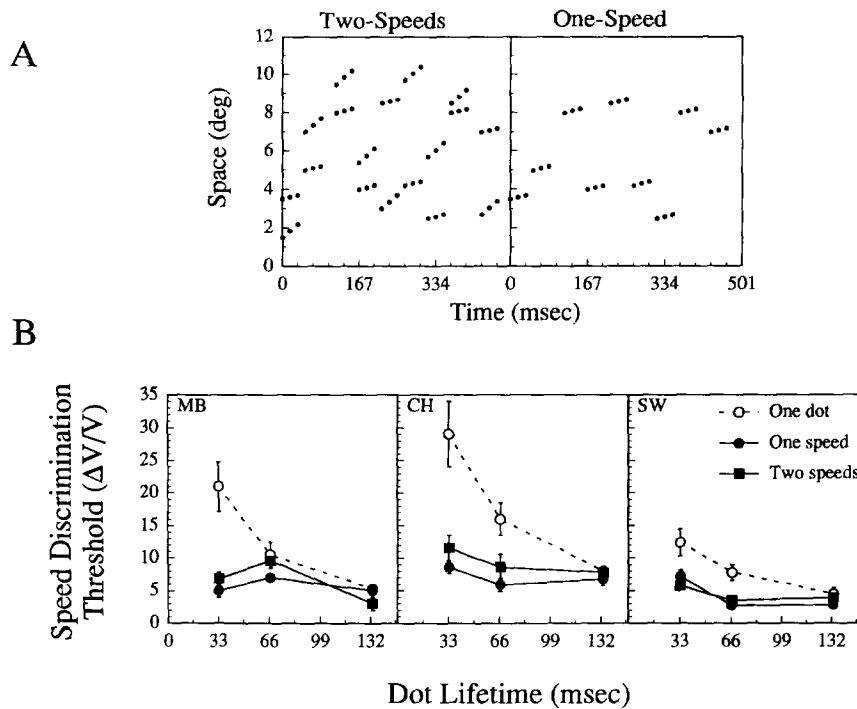 A
Two-Speeds
One-Speed
Space (deg)
12
10
8
6
4
2
0
0
167
334
0
167
334
501
Time (msec)
B
Speed Discrimination
Threshold (ΔV/V)
35
30
25
20
15
10
5
0
MB
CH
SW
One dot
One speed
Two speeds
0
33
66
99
132
33
66
99
132
33
66
99
132
Dot Lifetime (msec)